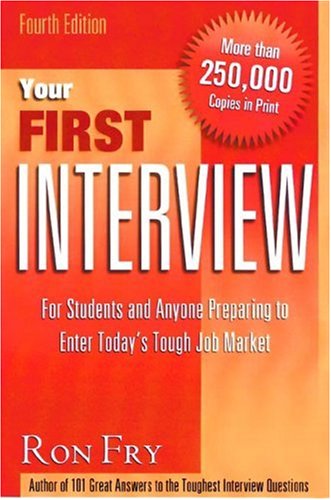 Fourth Edition
More than
250,000
Copies in Print
Your
FIRST
INTERVIEW
For Students and Anyone Preparing to
Enter Today's Tough Job Market
RON FRY
Author of 101 Great Answers to the Toughest Interview Questions